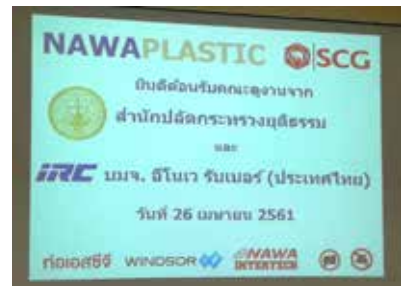 NAWAPLASTIC SCG
ยินดีต้อนรับคณะดูงานจาก
สำนักปลัดกระทรวงยุติธรรม
และ
IRC บมจ. อีโนเว รับเบอร์ (ประเทศไทย)
วันที่ 26 เมษายน 2561
ท่อเอสซีจี WINDSOR NAWA INTERTECH